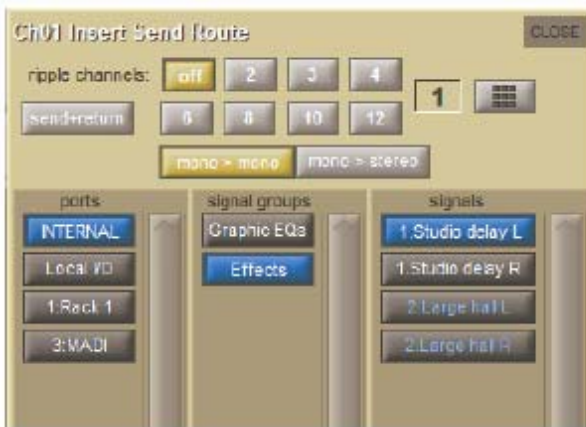 Ch01 Insert Send Route
CLOSE
ripple channels:
off 2 3 4
1
send+return
6 8 10 12
mono > mono mono > stereo
ports signal groups signals
INTERNAL Graphic EQs 1.Studio delay L
Local I/O Effects 1.Studio delay R
1:Rack 1 2.Large hall L
3:MADI 2.Large hall R